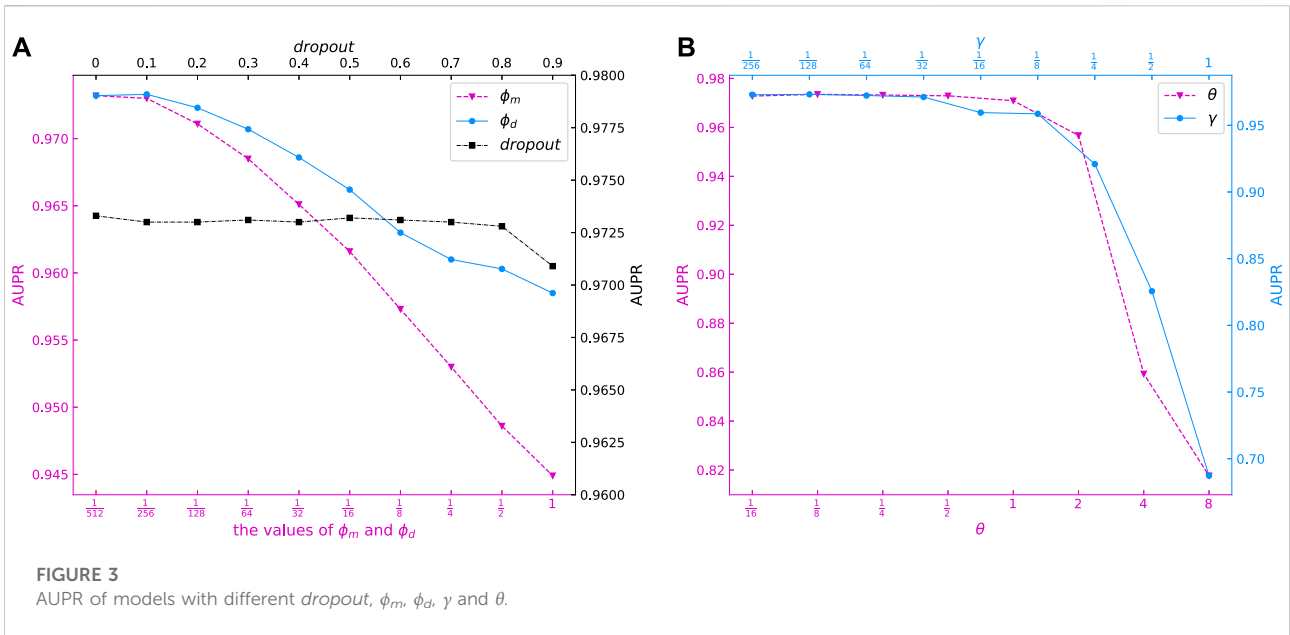 A
dropout
0 0.1 0.2 0.3 0.4 0.5 0.6 0.7 0.8 0.9
0.970
0.965
0.960
0.955
0.950
0.945
AUPR
ϕm
ϕd
dropout
0.9800
0.9775
0.9750
0.9725
0.9700
0.9675
0.9650
0.9625
0.9600
AUPR
1/512 1/256 1/128 1/64 1/32 1/16 1/8 1/4 1/2 1
the values of ϕm and ϕd
B
γ
1/256 1/128 1/64 1/32 1/16 1/8 1/4 1/2 1
0.98
0.96
0.94
0.92
0.90
0.88
0.86
0.84
0.82
AUPR
θ
γ
0.95
0.90
0.85
0.80
0.75
0.70
AUPR
1/16 1/8 1/4 1/2 1 2 4 8
θ
FIGURE 3
AUPR of models with different dropout, ϕm, ϕd, γ and θ.